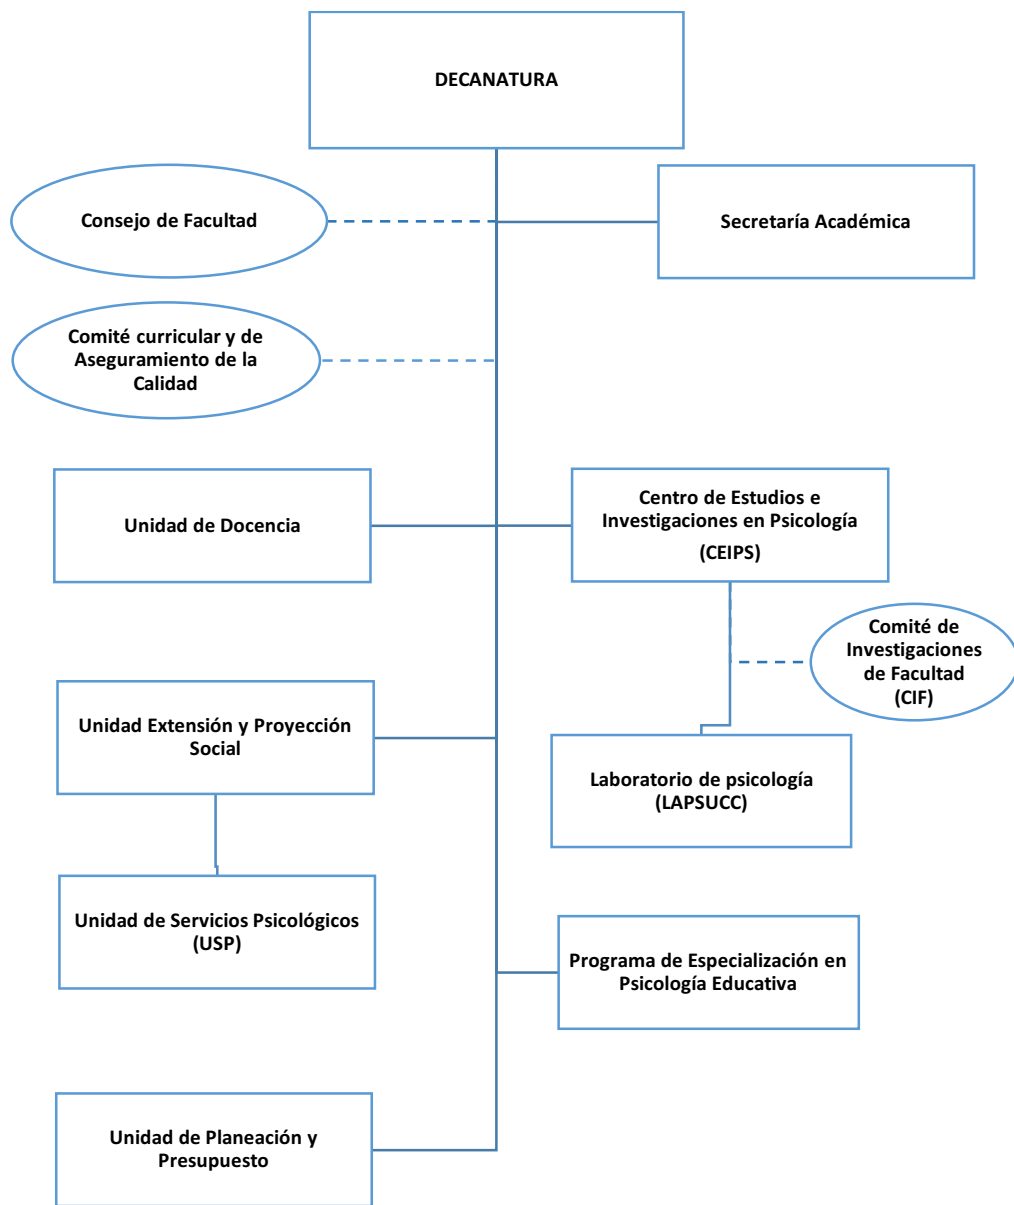 DECANATURA
Consejo de Facultad
Secretaría Académica
Comité curricular y de
Aseguramiento de la
Calidad
Unidad de Docencia
Centro de Estudios e
Investigaciones en Psicología
(CEIPS)
Comité de
Investigaciones
de Facultad
(CIF)
Unidad Extensión y Proyección
Social
Laboratorio de psicología
(LAPSUCC)
Unidad de Servicios Psicológicos
(USP)
Programa de Especialización en
Psicología Educativa
Unidad de Planeación y
Presupuesto